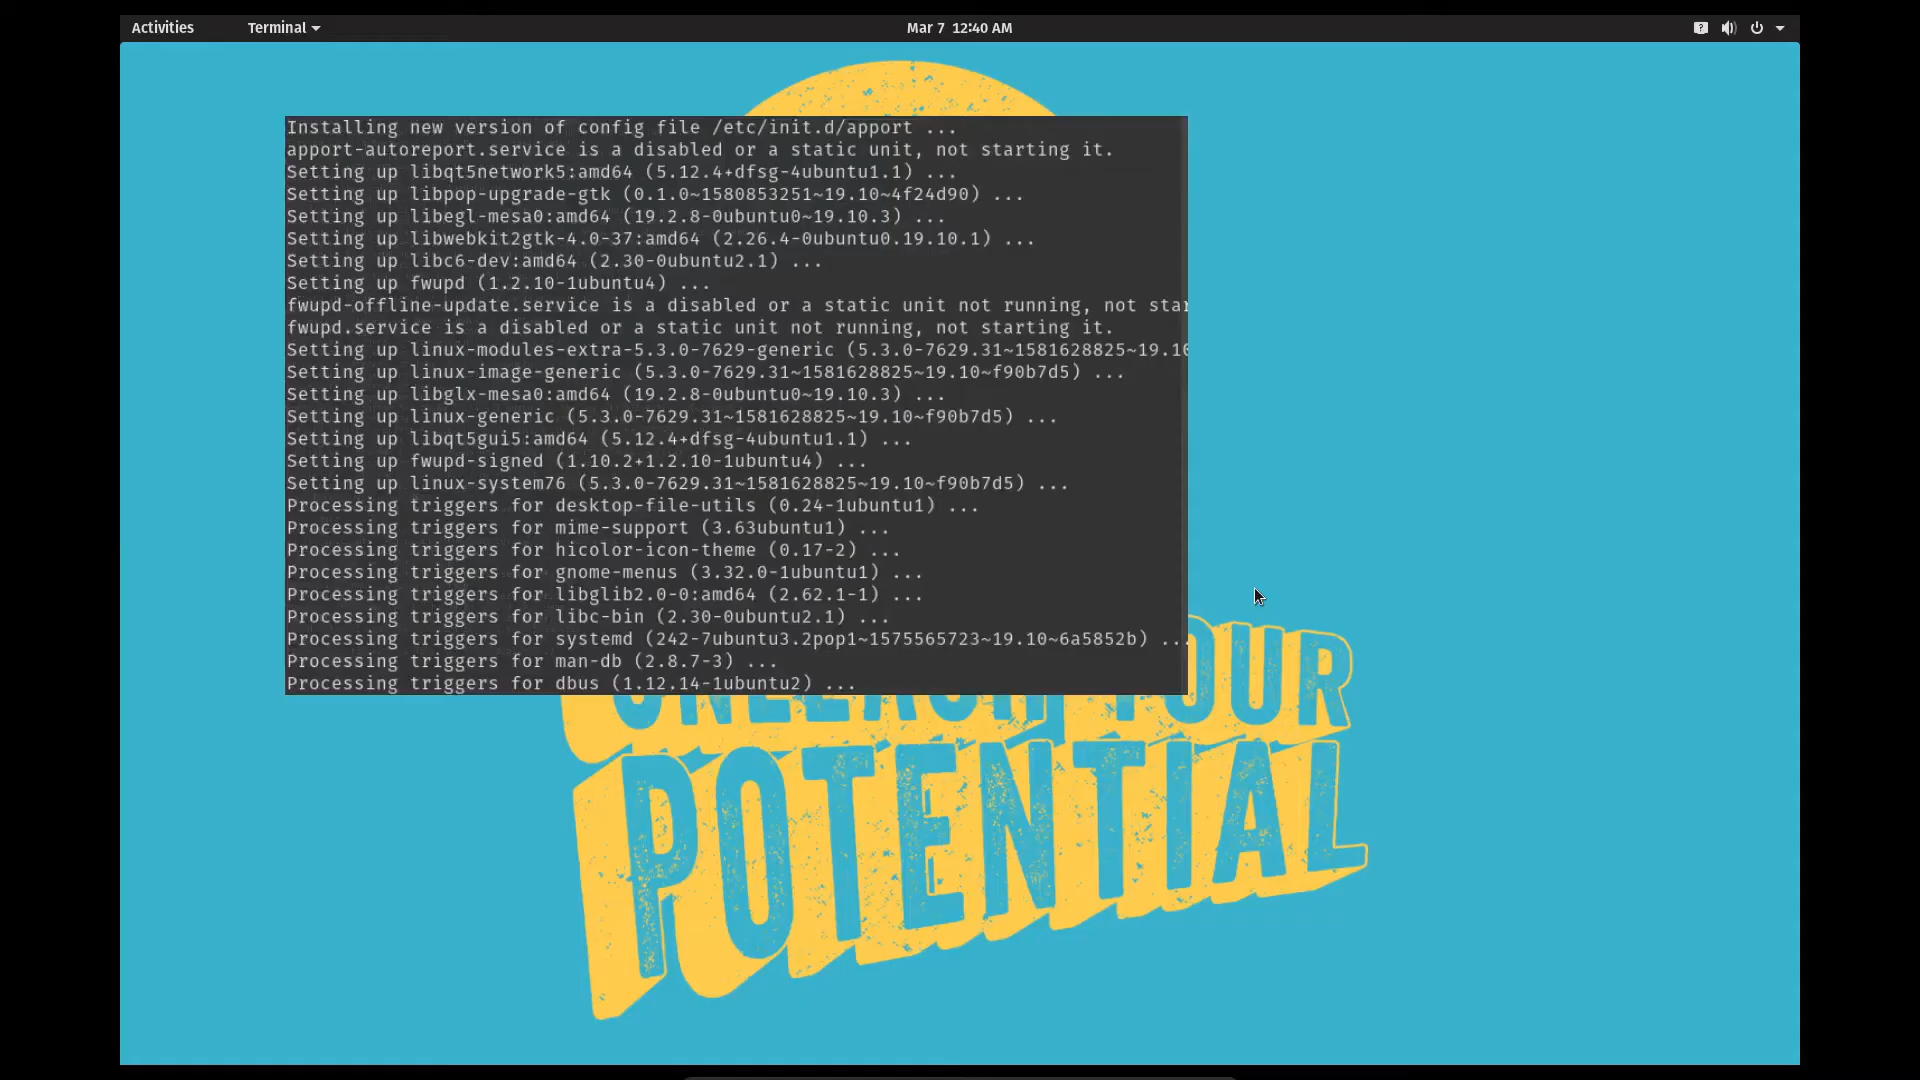 Activities Terminal Mar 7 12:40 AM
Installing new version of config file /etc/init.d/apport ...
apport-autoreport.service is a disabled or a static unit, not starting it.
Setting up libqt5network5:amd64 (5.12.4+dfsg-4ubuntu1.1) ...
Setting up libpop-upgrade-gtk (0.1.0~1580853251~19.10~4f24d90) ...
Setting up libegl-mesa0:amd64 (19.2.8-0ubuntu0~19.10.3) ...
Setting up libwebkit2gtk-4.0-37:amd64 (2.26.4-0ubuntu0.19.10.1) ...
Setting up libc6-dev:amd64 (2.30-0ubuntu2.1) ...
Setting up fwupd (1.2.10-1ubuntu4) ...
fwupd-offline-update.service is a disabled or a static unit not running, not star
fwupd.service is a disabled or a static unit not running, not starting it.
Setting up linux-modules-extra-5.3.0-7629-generic (5.3.0-7629.31~1581628825~19.10
Setting up linux-image-generic (5.3.0-7629.31~1581628825~19.10~f90b7d5) ...
Setting up libglx-mesa0:amd64 (19.2.8-0ubuntu0~19.10.3) ...
Setting up linux-generic (5.3.0-7629.31~1581628825~19.10~f90b7d5) ...
Setting up libqt5gui5:amd64 (5.12.4+dfsg-4ubuntu1.1) ...
Setting up fwupd-signed (1.10.2+1.2.10-1ubuntu4) ...
Setting up linux-system76 (5.3.0-7629.31~1581628825~19.10~f90b7d5) ...
Processing triggers for desktop-file-utils (0.24-1ubuntu1) ...
Processing triggers for mime-support (3.63ubuntu1) ...
Processing triggers for hicolor-icon-theme (0.17-2) ...
Processing triggers for gnome-menus (3.32.0-1ubuntu1) ...
Processing triggers for libglib2.0-0:amd64 (2.62.1-1) ...
Processing triggers for libc-bin (2.30-0ubuntu2.1) ...
Processing triggers for systemd (242-7ubuntu3.2pop1~1575565723~19.10~6a5852b) ...
Processing triggers for man-db (2.8.7-3) ...
Processing triggers for dbus (1.12.14-1ubuntu2) ...
UNLEASH YOUR
POTENTIAL